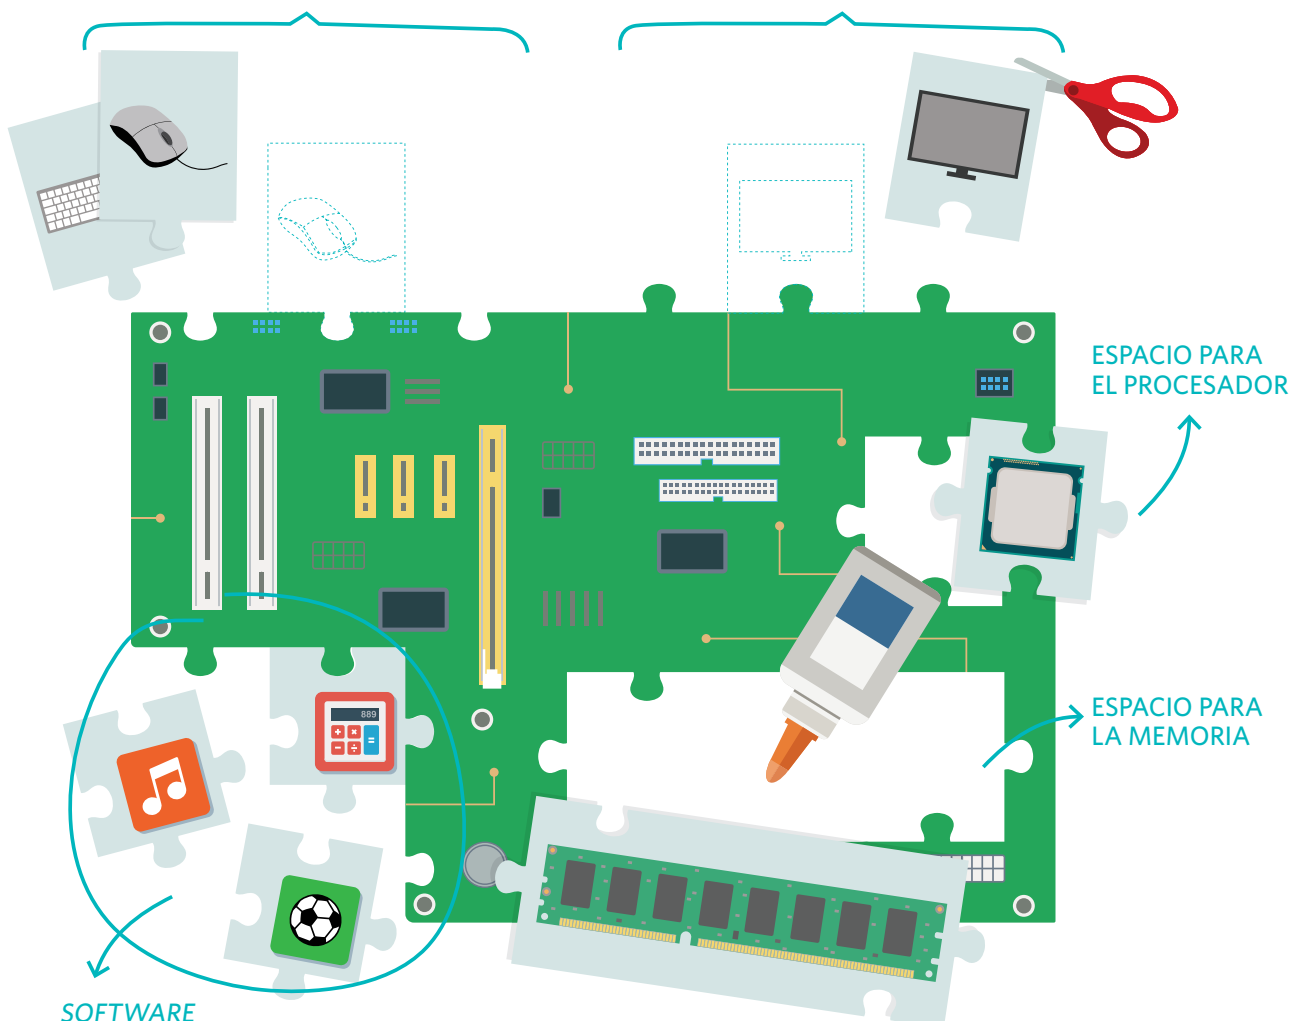 ESPACIO PARA
EL PROCESADOR
889
ESPACIO PARA
LA MEMORIA
SOFTWARE